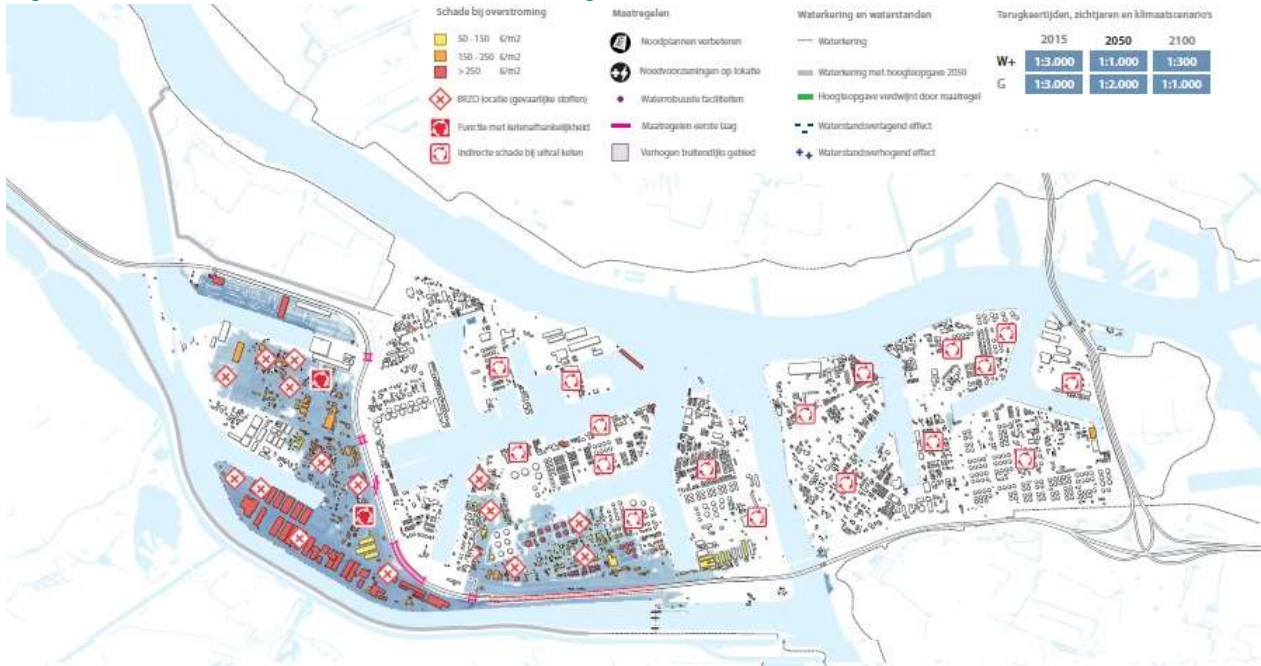 Schade bij overstroming
50 - 150 €/m2
150 - 250 €/m2
> 250 €/m2
BRZO locatie (gevaarlijke stoffen)
Functie met ketenafhankelijkheid
Indirecte schade bij uitval keten
Maatregelen
Noodplannen verbeteren
Noodvoorzieningen op lokatie
Waterrobuuste faciliteiten
Maatregelen eerste laag
Verhogen buitendijks gebied
Waterkering en waterstanden
Waterkering
Waterkering met hoogteopgave 2050
Hoogteopgave verdwijnt door maatregel
Waterstandsverlagend effect
Waterstandsverhogend effect
Terugkeertijden, zichtjaren en klimaatscenario's
2015 2050 2100
W+ 1:3.000 1:1.000 1:300
G 1:3.000 1:2.000 1:1.000